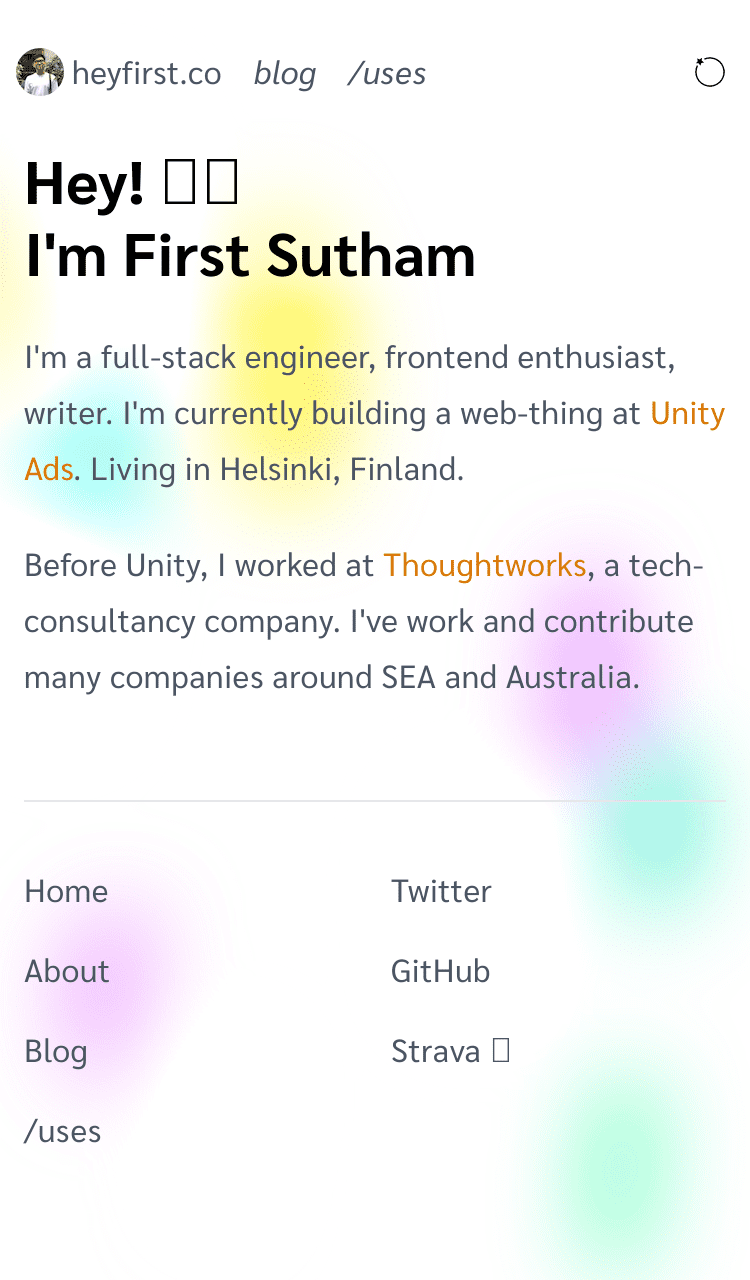 heyfirst.co blog /uses
Hey!
I'm First Sutham
I'm a full-stack engineer, frontend enthusiast,
writer. I'm currently building a web-thing at Unity
Ads. Living in Helsinki, Finland.
Before Unity, I worked at Thoughtworks, a tech-
consultancy company. I've work and contribute
many companies around SEA and Australia.
Home
About
Blog
/uses
Twitter
GitHub
Strava